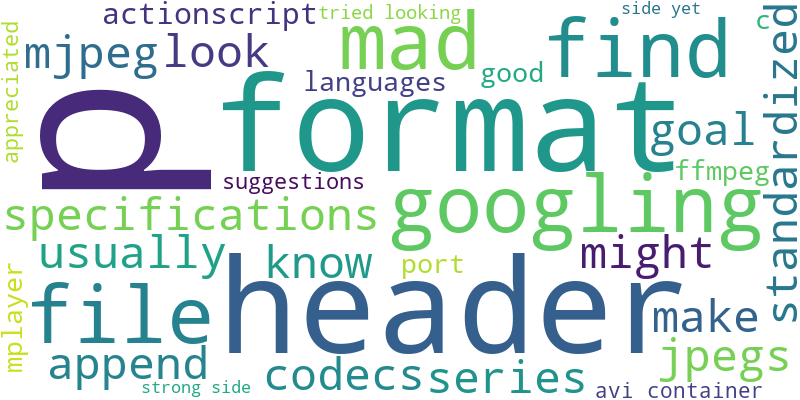 actionscript
tried looking
side yet
c
appreciated
mjpeg
look
mad
find
standardized
languages
good
p
format
goal
suggestions
ffmpeg
specifications
googling
usually
know
port
might
mplayer
file
header
make
append
codecs
series
jpegs
strong side
avi container